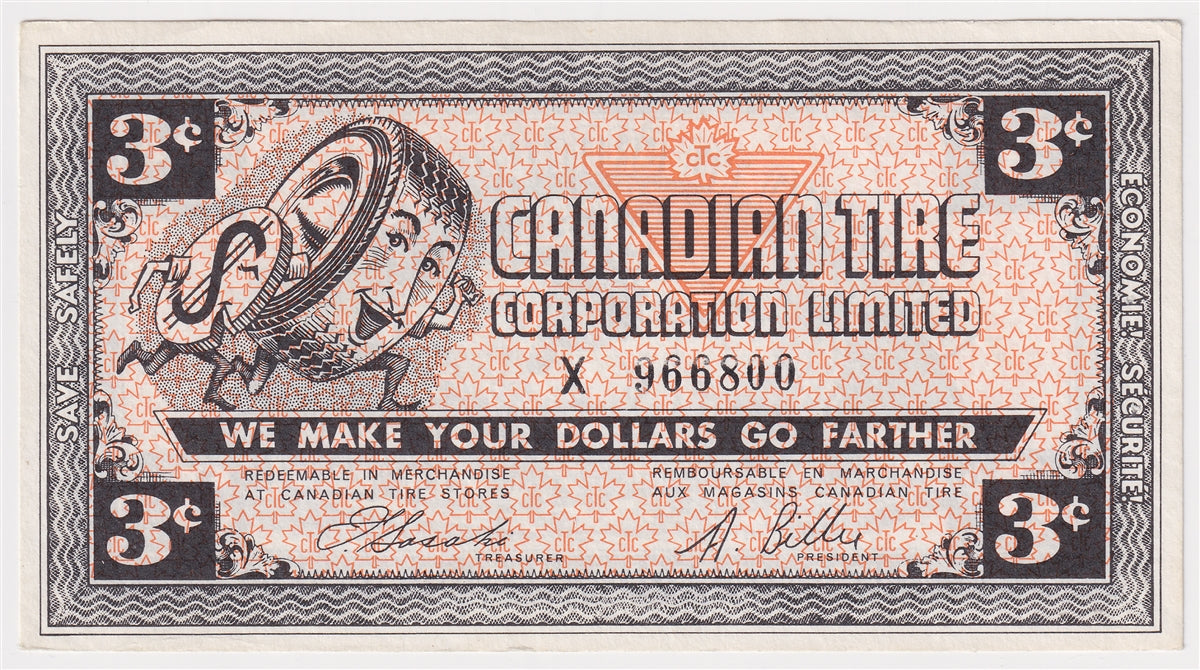 3¢
3¢
CTC
CANADIAN TIRE
CORPORATION LIMITED
X 966800
SAVE SAFELY
ECONOMIE! SECURITE!
WE MAKE YOUR DOLLARS GO FARTHER
REDEEMABLE IN MERCHANDISE
AT CANADIAN TIRE STORES
REMBOURSABLE EN MARCHANDISE
AUX MAGASINS CANADIAN TIRE
3¢
TREASURER
PRESIDENT
3¢